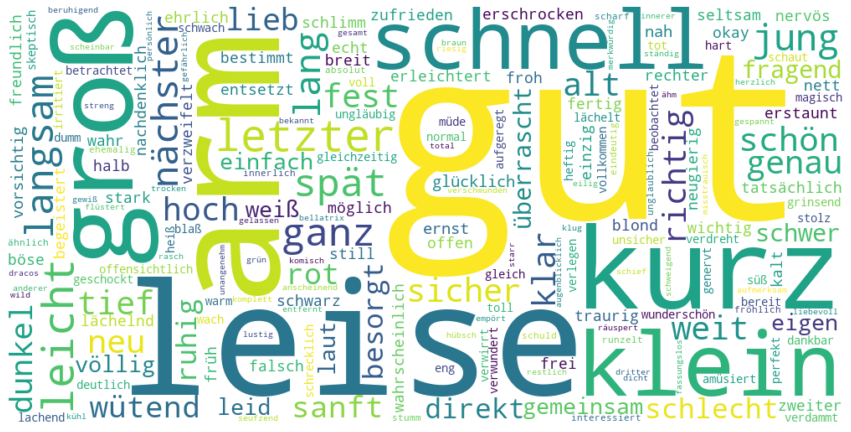 gut
leise
groß
arm
kurz
klein
schnell
jung
lieb
lang
langsam
nächster
letzter
fest
alt
schön
genau
fragend
richtig
überrascht
spät
einfach
hoch
weiß
ganz
klar
sicher
rot
tief
leicht
neu
dunkel
völlig
wütend
ruhig
besorgt
sanft
direkt
gemeinsam
schlecht
weit
eigen
schwer
leid
laut
falsch
früh
schwarz
still
möglich
ernst
offen
glücklich
gleichzeitig
erleichtert
entsetzt
bestimmt
verzweifelt
nachdenklich
betrachtet
ehrlich
schwach
schlimm
echt
breit
voll
absolut
ungläubig
zufrieden
erschrocken
froh
müde
normal
total
aufgeregt
verschwunden
nah
tot
okay
hart
rechter
seltsam
nervös
scharf
merkwürdig
innerer
ständig
braun
riesig
gesamt
persönlich
gefährlich
beruhigend
scheinbar
freundlich
skeptisch
irritiert
vorsichtig
dumm
wahr
ehemalig
streng
halb
stark
begeistert
gewiß
trocken
flüstert
bekannt
innerlich
fertig
lächelt
einzig
heftig
vollkommen
eilig
eindeutig
unglaublich
beobachtet
neugierig
ähm
schaut
nett
magisch
erstaunt
herzlich
gespannt
misstrauisch
tatsächlich
grinsend
stolz
blond
wichtig
unsicher
verdreht
genervt
kalt
süß
klug
verlegen
schweigend
schief
augenblicklich
starr
gleich
komisch
bellatrix
gelassen
unangenehm
grün
heiß
blaß
rasch
offensichtlich
geschockt
ähnlich
böse
dracos
anderer
wild
lächelnd
deutlich
lachend
kühl
warm
wach
komplett
anscheinend
entfernt
lustig
schrecklich
seufzend
wahrscheinlich
stumm
toll
empört
hübsch
verwirrt
verwundert
eng
restlich
schuld
frei
traurig
räuspert
wunderschön
runzelt
dritter
dicht
fassungslos
interessiert
amüsiert
perfekt
bereit
fröhlich
aufmerksam
liebevoll
dankbar
zweiter
verdammt